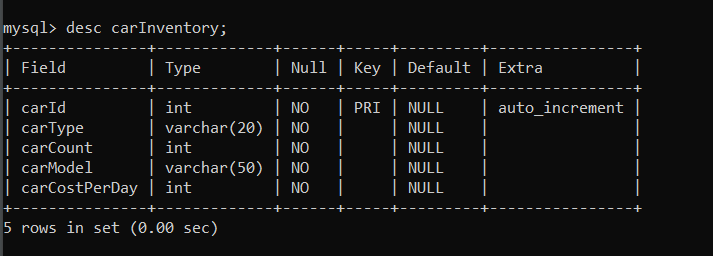 mysql> desc carInventory;
+---------------+-------------+------+-----+---------+----------------+
| Field         | Type        | Null | Key | Default | Extra          |
+---------------+-------------+------+-----+---------+----------------+
| carId         | int         | NO   | PRI | NULL    | auto_increment |
| carType       | varchar(20) | NO   |     | NULL    |                |
| carCount      | int         | NO   |     | NULL    |                |
| carModel      | varchar(50) | NO   |     | NULL    |                |
| carCostPerDay | int         | NO   |     | NULL    |                |
+---------------+-------------+------+-----+---------+----------------+
5 rows in set (0.00 sec)